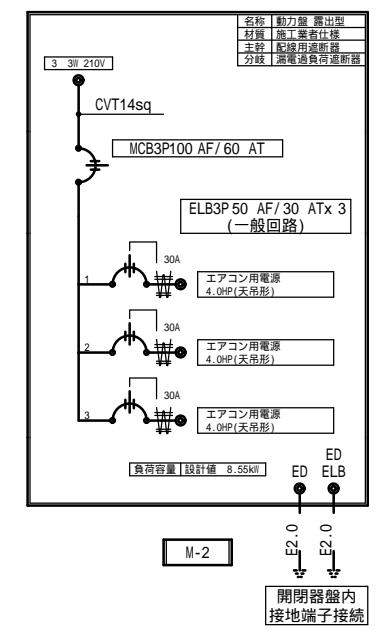 名称 動力盤 露出型
材質 施工業者仕様
主幹 配線用遮断器
分岐 漏電過負荷遮断器
3 3W 210V
CVT14sq
MCB3P100 AF/60 AT
ELB3P 50 AF/30 ATx 3
(一般回路)
30A
1
エアコン用電源
4.0HP(天吊形)
30A
2
エアコン用電源
4.0HP(天吊形)
30A
3
エアコン用電源
4.0HP(天吊形)
負荷容量 設計値 8.55kW
ED
ED ELB
E2.0 E2.0
M-2
開閉器盤内
接地端子接続